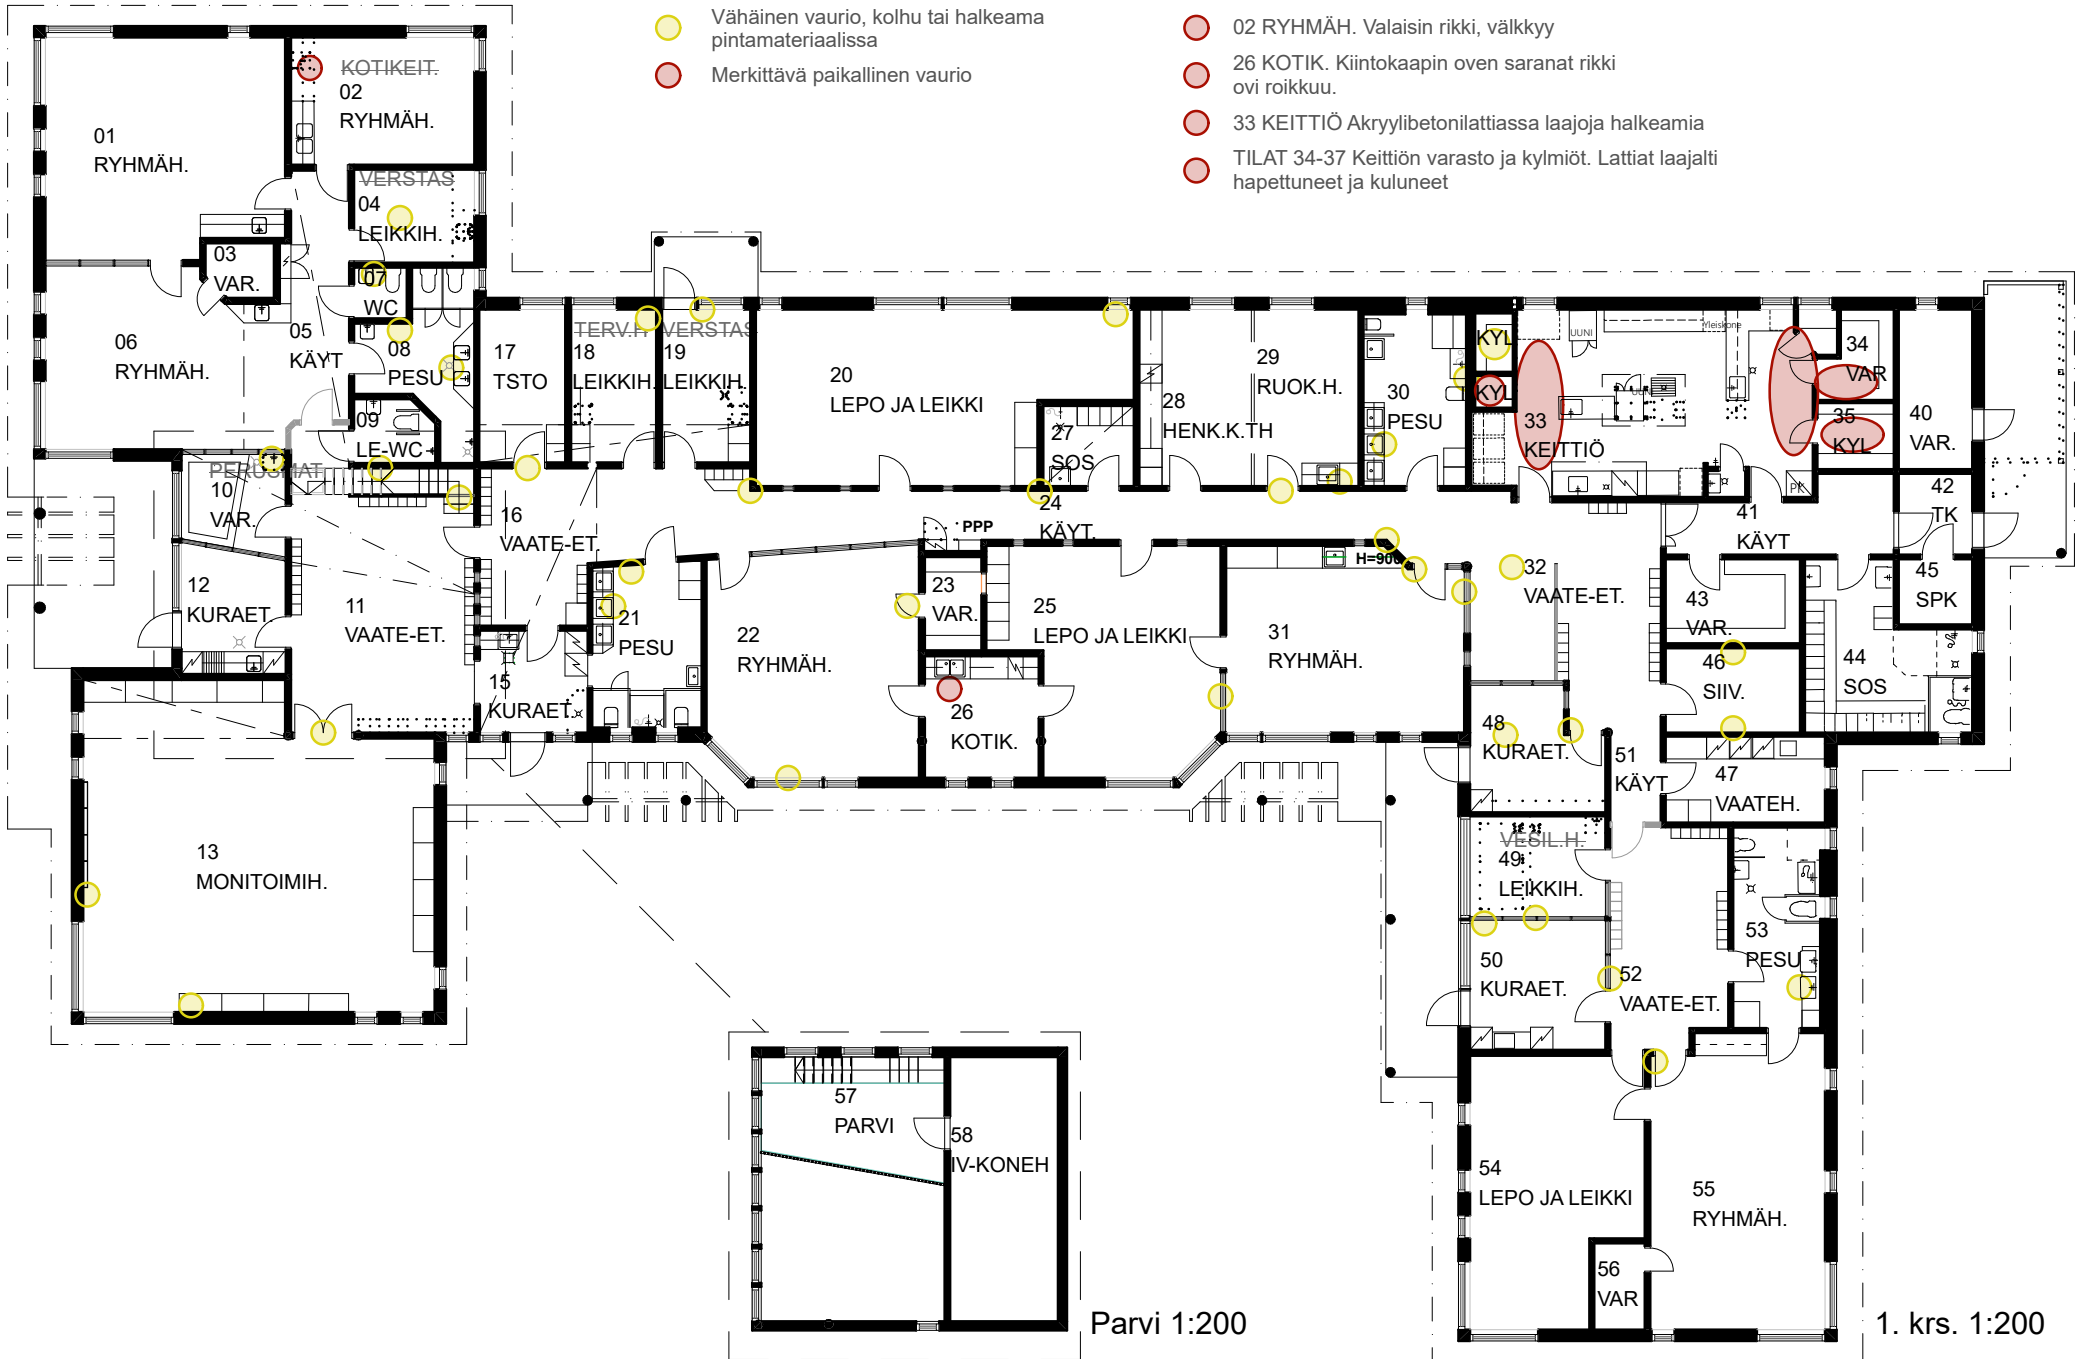 Vähäinen vaurio, kolhu tai halkeama
pintamateriaalissa
Merkittävä paikallinen vaurio
02 RYHMÄH. Valaisin rikki, välkkyy
26 KOTIK. Kiintokaapin oven saranat rikki
ovi roikkuu.
33 KEITTIÖ Akryylibetonilattiassa laajoja halkeamia
TILAT 34-37 Keittiön varasto ja kylmiöt. Lattiat laajalti
hapettuneet ja kuluneet
KOTIKEIT.
02
RYHMÄH.
01
RYHMÄH.
VERSTAS
04
LEIKKIH.
03
VAR.
07
WC
05
KÄYT
06
RYHMÄH.
08
PESU
09
LE-WC
PERUSMAT
10
VAR.
12
KURAET.
11
VAATE-ET.
13
MONITOIMIH.
15
KURAET.
16
VAATE-ET.
17
TSTO
TERV.H
18
LEIKKIH.
VERSTAS
19
LEIKKIH.
20
LEPO JA LEIKKI
21
PESU
22
RYHMÄH.
23
VAR.
PPP
24
KÄYT.
25
LEPO JA LEIKKI
26
KOTIK.
27
SOS
28
HENK.K.TH
29
RUOK.H.
30
PESU
H=900
31
RYHMÄH.
32
VAATE-ET.
KYL
KYL
UUNI
Yleiskone
UUNI
33
KEITTIÖ
PK
34
VAR
35
KYL
40
VAR.
41
KÄYT
42
TK
43
VAR.
44
SOS
45
SPK
46
SIIV.
47
VAATEH.
48
KURAET.
51
KÄYT
VESIL.H.
49
LEIKKIH.
50
KURAET.
52
VAATE-ET.
53
PESU
54
LEPO JA LEIKKI
55
RYHMÄH.
56
VAR
57
PARVI
58
IV-KONEH
Parvi 1:200
1. krs. 1:200